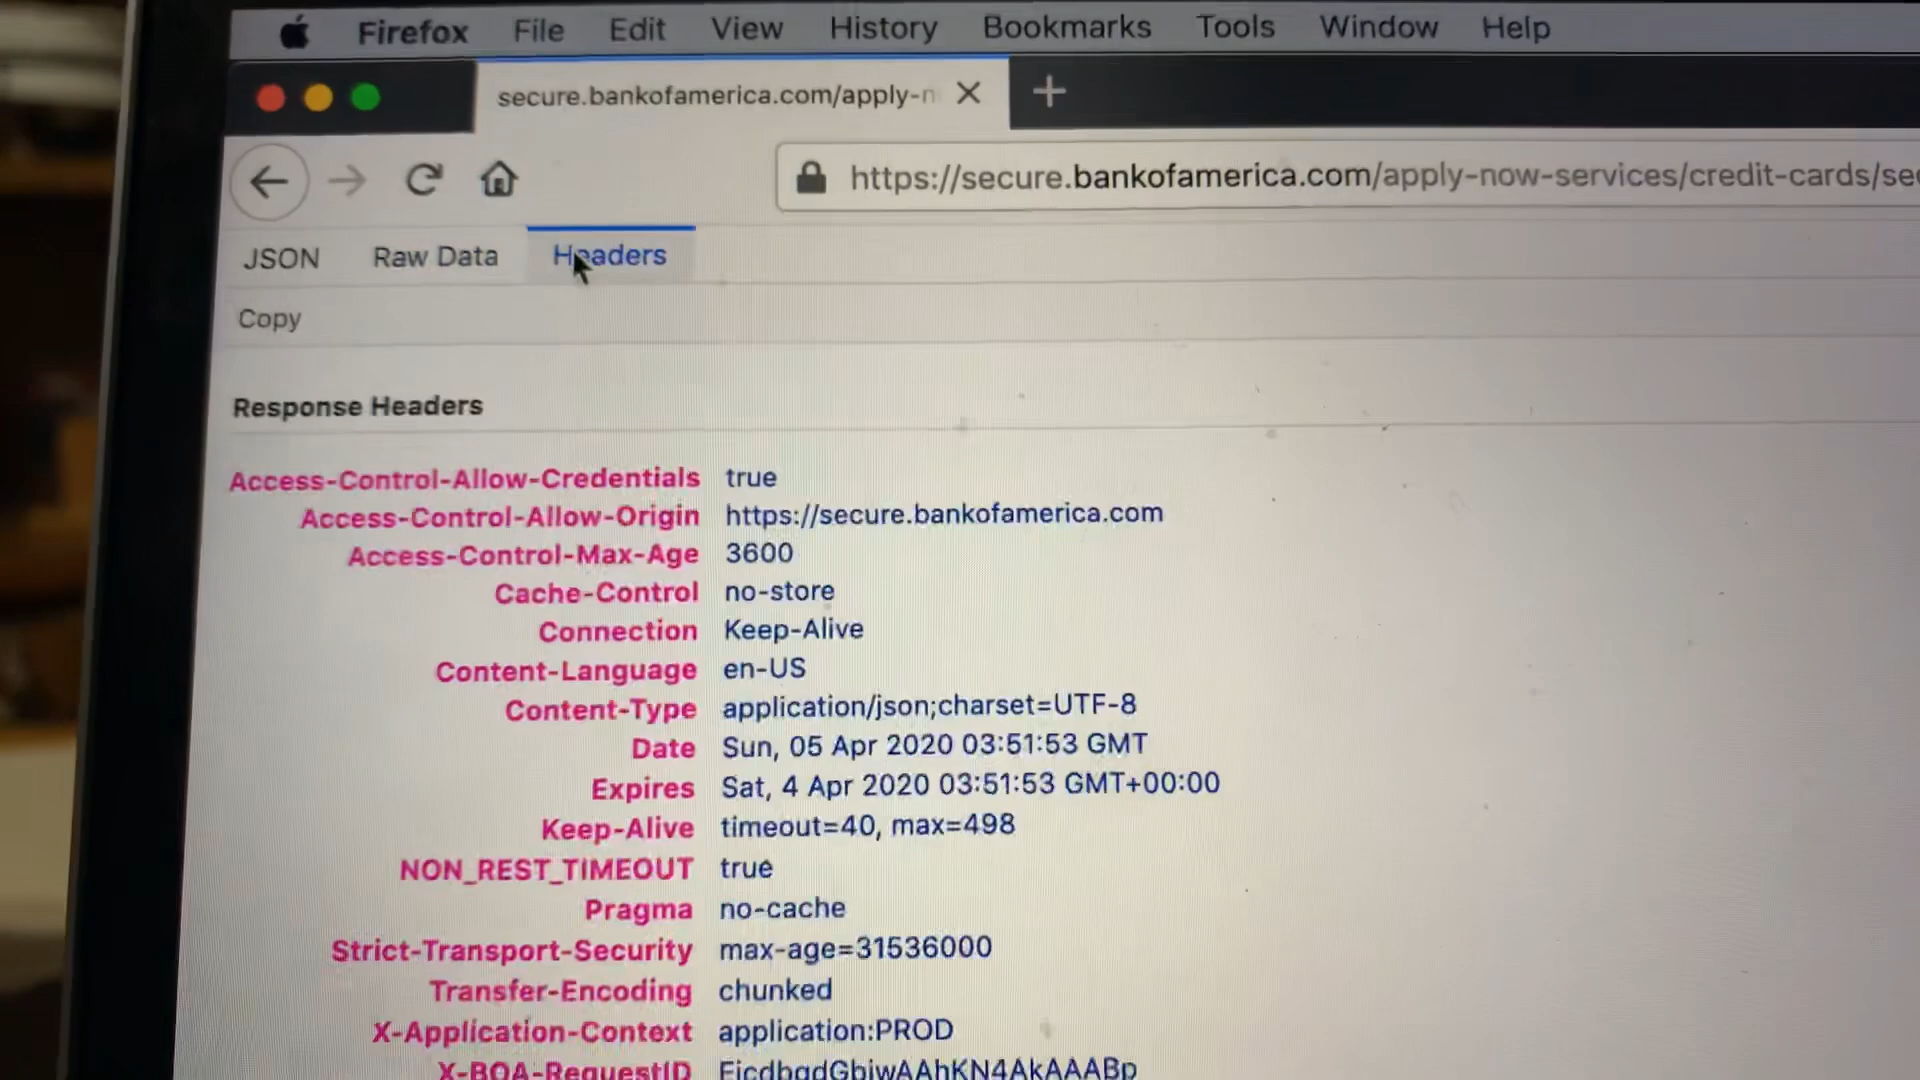 Firefox File Edit View History Bookmarks Tools Window Help
secure.bankofamerica.com/apply-n
https://secure.bankofamerica.com/apply-now-services/credit-cards/sec
JSON Raw Data Headers
Copy
Response Headers
Access-Control-Allow-Credentials true
Access-Control-Allow-Origin https://secure.bankofamerica.com
Access-Control-Max-Age 3600
Cache-Control no-store
Connection Keep-Alive
Content-Language en-US
Content-Type application/json;charset=UTF-8
Date Sun, 05 Apr 2020 03:51:53 GMT
Expires Sat, 4 Apr 2020 03:51:53 GMT+00:00
Keep-Alive timeout=40, max=498
NON_REST_TIMEOUT true
Pragma no-cache
Strict-Transport-Security max-age=31536000
Transfer-Encoding chunked
X-Application-Context application:PROD
X-BOA-RequestID